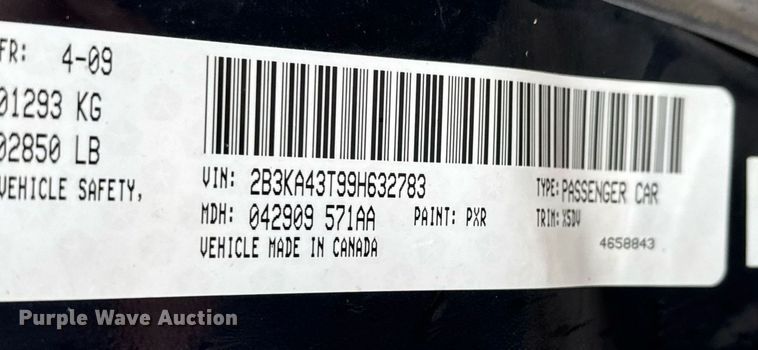 FR: 4-09
01293 KG
02850 LB
VEHICLE SAFETY,
VIN: 2B3KA43T99H632783
TYPE: PASSENGER CAR
MDH: 042909 571AA
PAINT: PXR
TRIM: X5DV
VEHICLE MADE IN CANADA
4658843
Purple Wave Auction